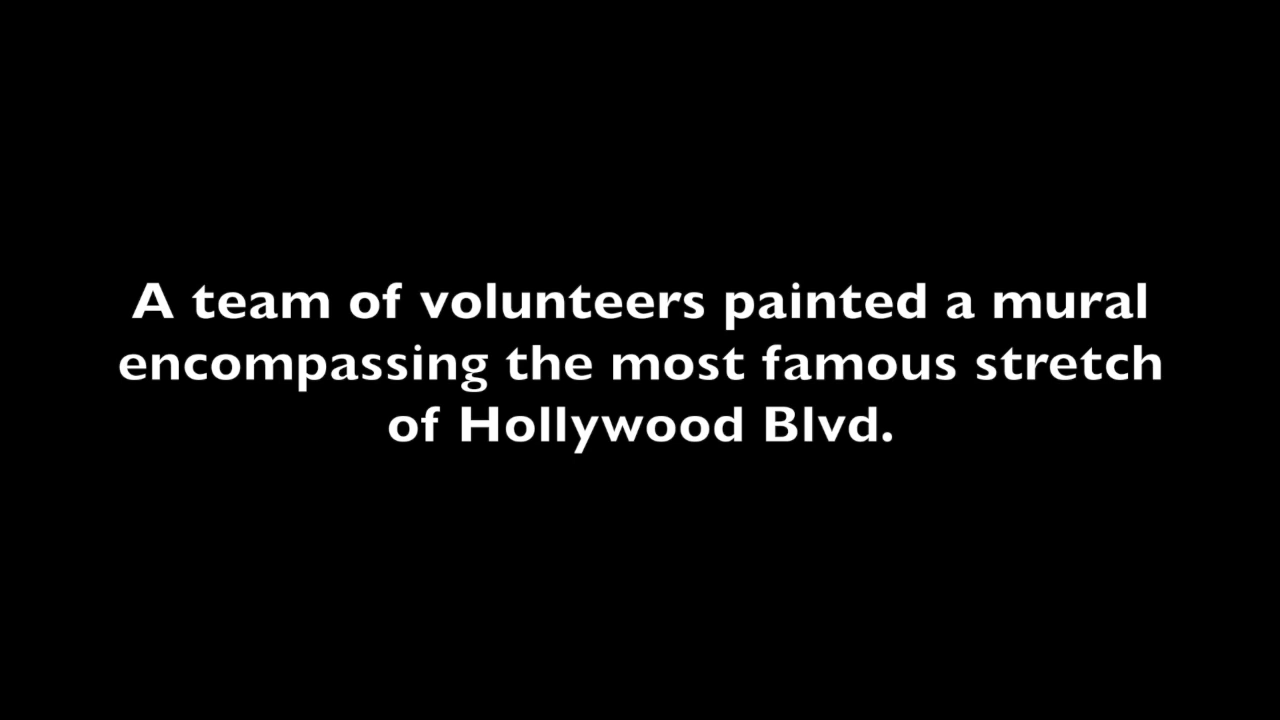 A team of volunteers painted a mural
encompassing the most famous stretch
of Hollywood Blvd.